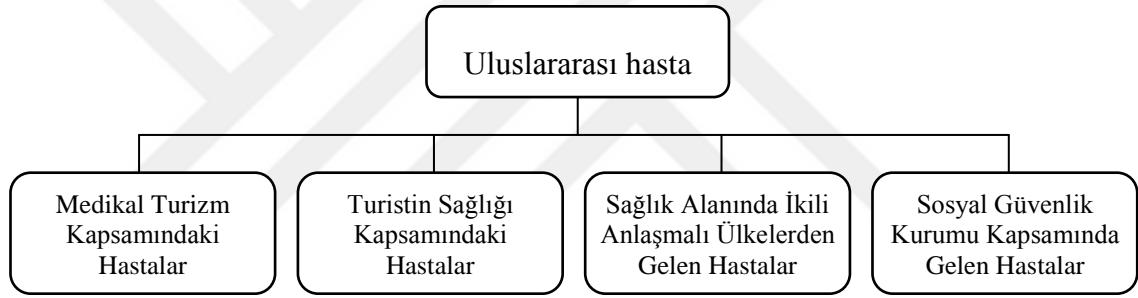 Uluslararası hasta
Medikal Turizm
Kapsamındaki
Hastalar
Turistin Sağlığı
Kapsamındaki
Hastalar
Sağlık Alanında İkili
Anlaşmalı Ülkelerden
Gelen Hastalar
Sosyal Güvenlik
Kurumu Kapsamında
Gelen Hastalar